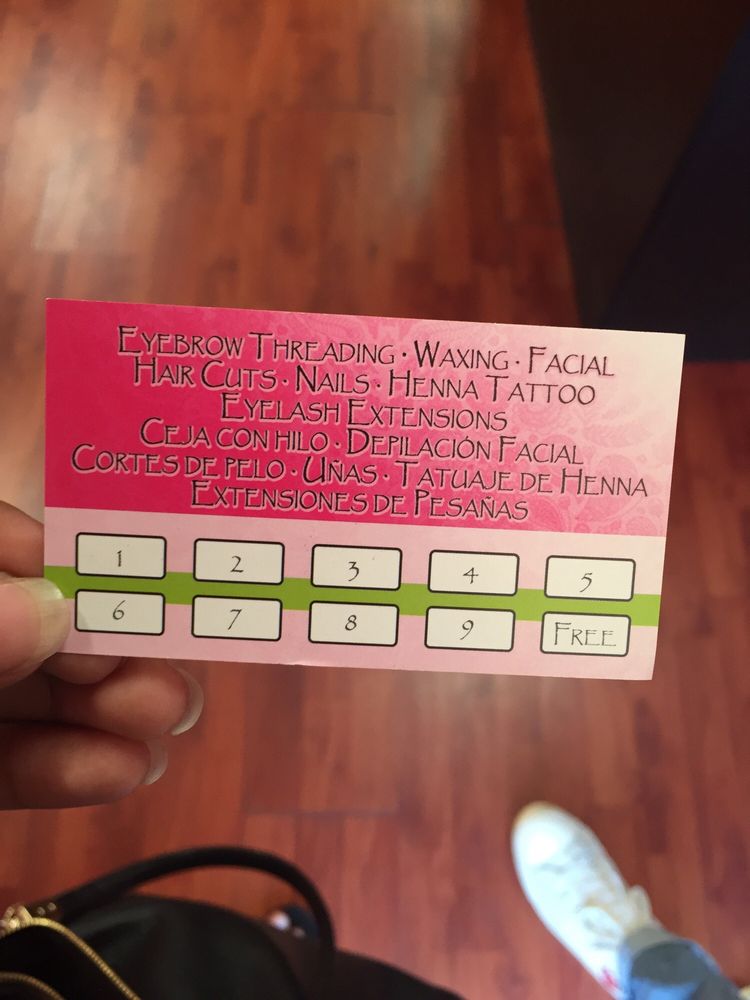 EYEBROW THREADING · WAXING · FACIAL
HAIR CUTS · NAILS · HENNA TATTOO
EYELASH EXTENSIONS
CEJA CON HILO · DEPILACIÓN FACIAL
CORTES DE PELO · UÑAS · TATUAJE DE HENNA
EXTENSIONES DE PESAÑAS
1 2 3 4 5
6 7 8 9 FREE